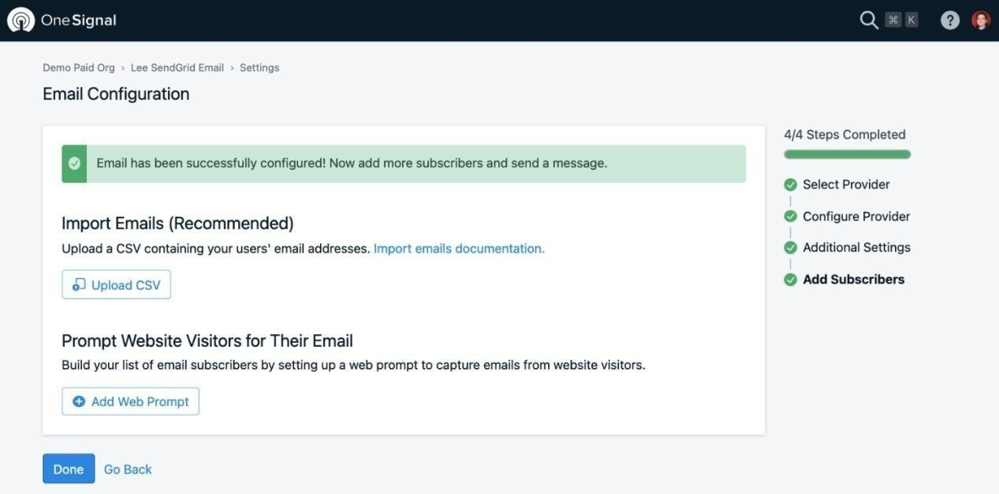 OneSignal
⌘ K
?
Demo Paid Org › Lee SendGrid Email › Settings
Email Configuration
Email has been successfully configured! Now add more subscribers and send a message.
Import Emails (Recommended)
Upload a CSV containing your users' email addresses. Import emails documentation.
Upload CSV
Prompt Website Visitors for Their Email
Build your list of email subscribers by setting up a web prompt to capture emails from website visitors.
Add Web Prompt
Done Go Back
4/4 Steps Completed
Select Provider
Configure Provider
Additional Settings
Add Subscribers